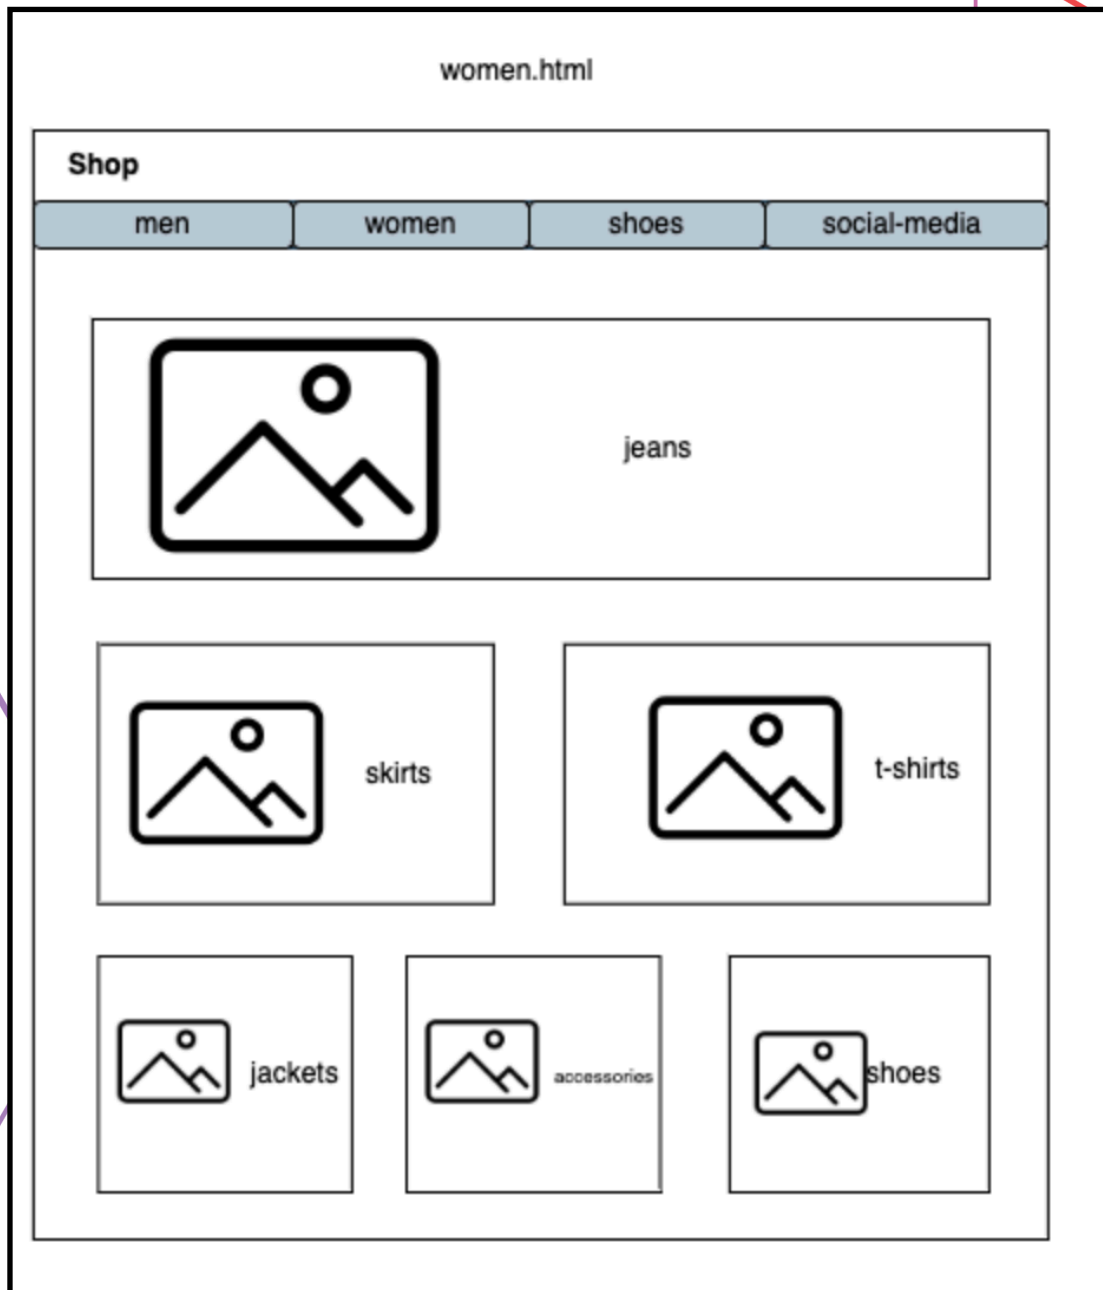 women.html
Shop
men women shoes social-media
jeans
skirts t-shirts
jackets accessories shoes